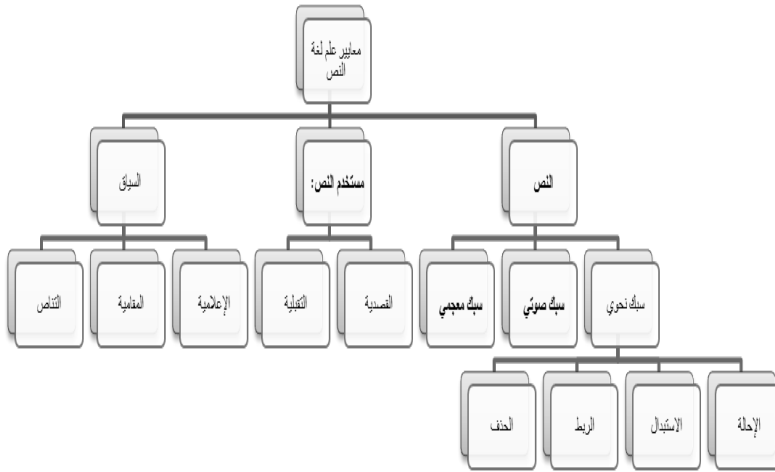 معايير علم لغة
النص
النص
مستخدم النص:
السياق
سبك نحوي
سبك صوتي
سبك معجمي
القصدية
التقبلية
الإعلامية
المقامية
التناص
الإحالة
الاستبدال
الربط
الحذف